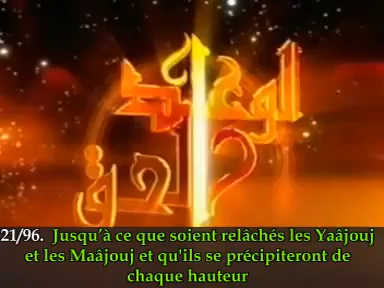 الوعد
الحق
21/96. Jusqu’à ce que soient relâchés les Yaâjouj
et les Maâjouj et qu'ils se précipiteront de
chaque hauteur